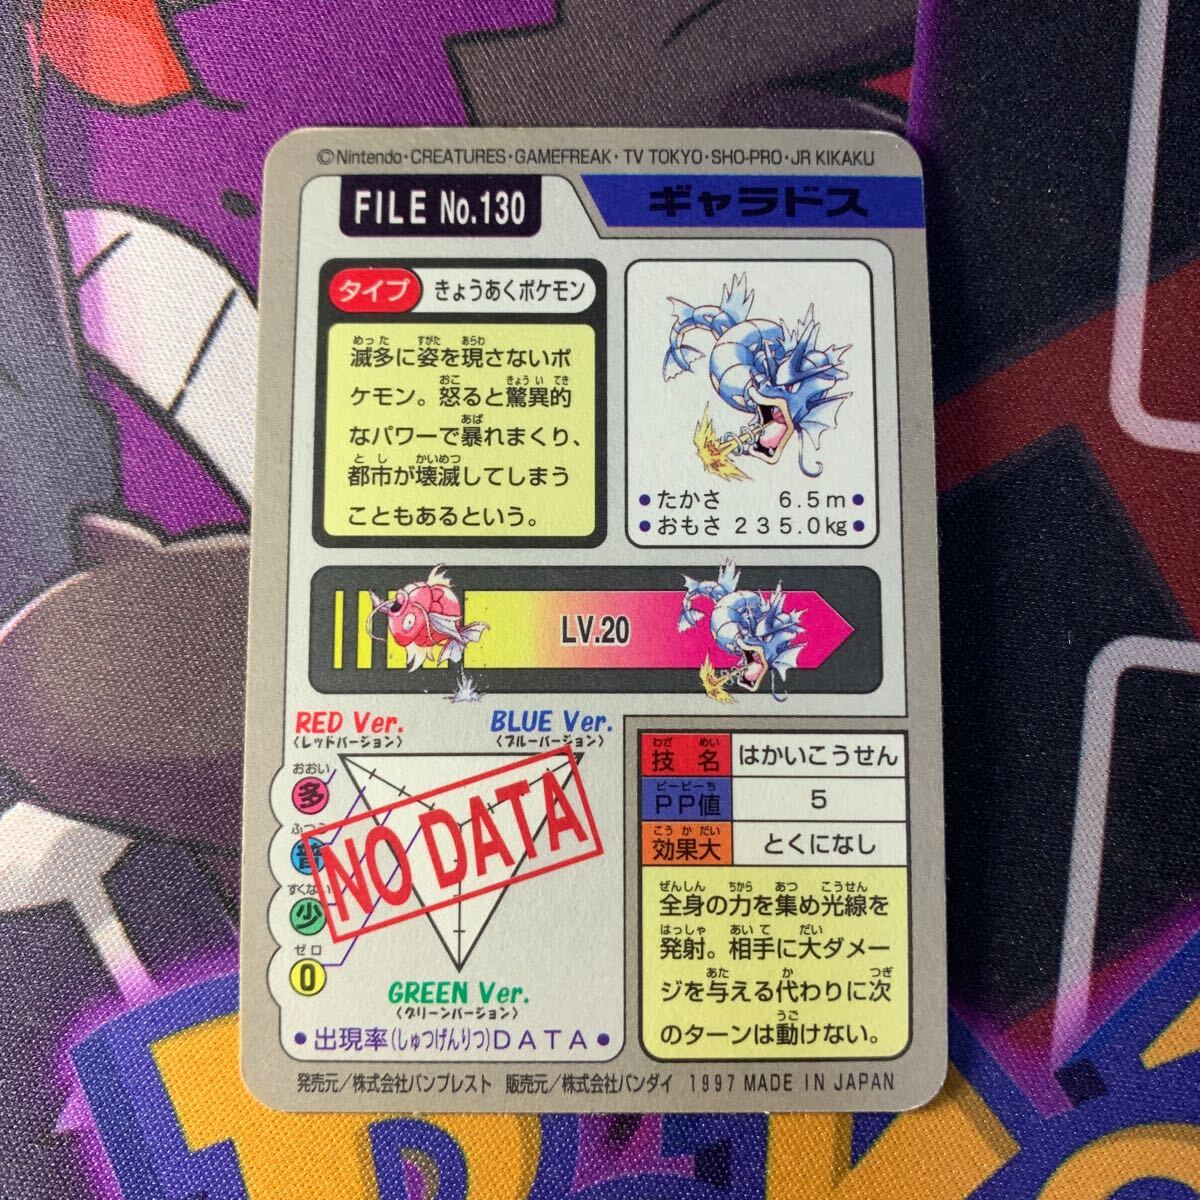 ©Nintendo・CREATURES・GAMEFREAK・TV TOKYO・SHO-PRO・JR KIKAKU
FILE No.130
ギャラドス
タイプ
きょうあくポケモン
めった すがた あらわ
滅多に姿を現さないポ
おこ きょうい てき
ケモン。怒ると驚異的
あば
なパワーで暴れまくり、
とし かいめつ
都市が壊滅してしまう
こともあるという。
●たかさ 6.5m●
●おもさ 235.0kg●
LV.20
RED Ver.
〈レッドバージョン〉
BLUE Ver.
〈ブルーバージョン〉
おおい
多
ふつう
普
すくない
少
ゼロ
0
NO DATA
GREEN Ver.
〈グリーンバージョン〉
●出現率(しゅつげんりつ)DATA●
わざ めい
技名
はかいこうせん
ピーピーち
PP値
5
こうかだい
効果大
とくになし
ぜんしん ちから あつ こうせん
全身の力を集め光線を
はっしゃ あいて だい
発射。相手に大ダメー
あた か つぎ
ジを与える代わりに次
うご
のターンは動けない。
発売元/株式会社バンプレスト 販売元/株式会社バンダイ 1997 MADE IN JAPAN